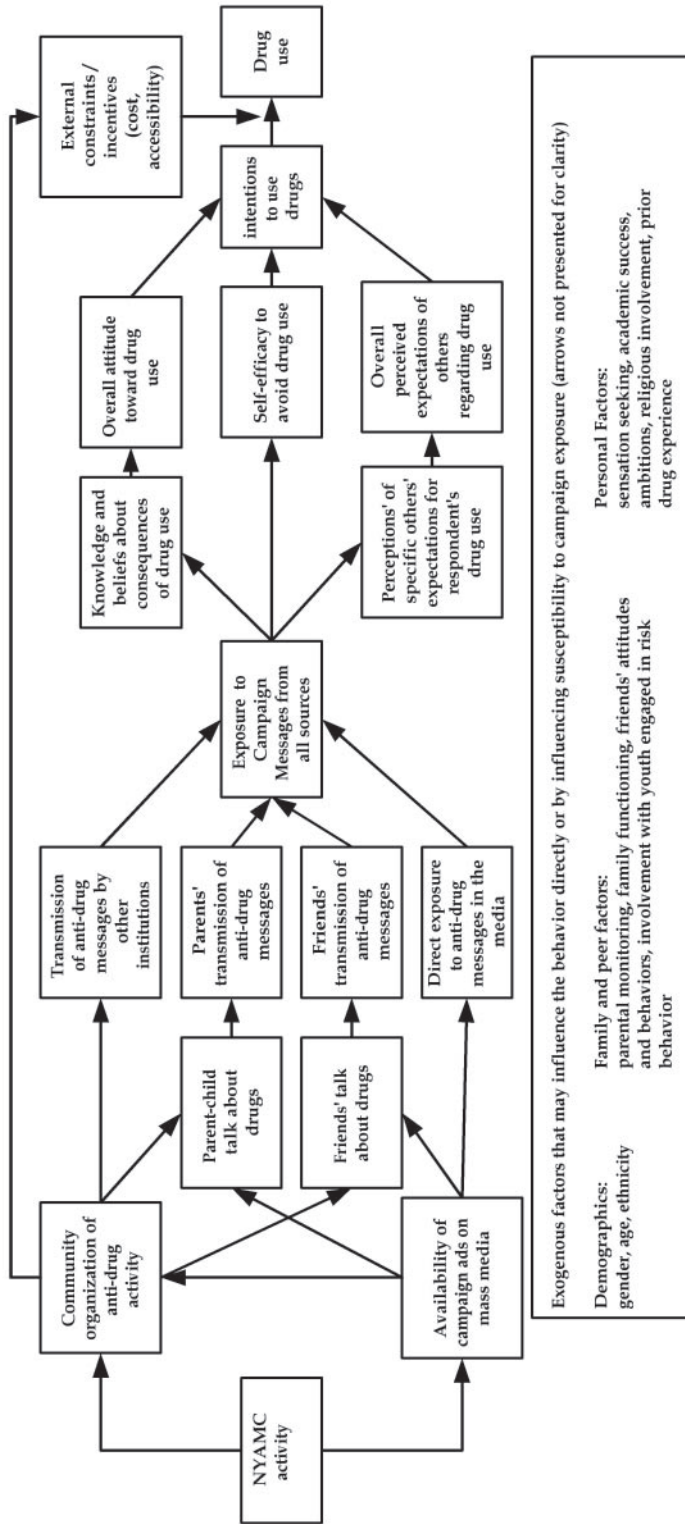 NYAMC
activity
Community
organization of
anti-drug
activity
Availability of
campaign ads on
mass media
Parent-child
talk about
drugs
Friends' talk
about drugs
Transmission
of anti-drug
messages by
other
institutions
Parents'
transmission of
anti-drug
messages
Friends'
transmission of
anti-drug
messages
Direct exposure
to anti-drug
messages in the
media
Exposure to
Campaign
Messages from
all sources
Knowledge and
beliefs about
consequences
of drug use
Overall attitude
toward drug
use
Self-efficacy to
avoid drug use
Perceptions' of
specific others'
expectations for
respondent's
drug use
Overall
perceived
expectations of
others
regarding drug
use
intentions
to use
drugs
External
constraints/
incentives
(cost,
accessibility)
Drug
use
Exogenous factors that may influence the behavior directly or by influencing susceptibility to campaign exposure (arrows not presented for clarity)
Demographics:
gender, age, ethnicity
Family and peer factors:
parental monitoring, family functioning, friends' attitudes
and behaviors, involvement with youth engaged in risk
behavior
Personal Factors:
sensation seeking, academic success,
ambitions, religious involvement, prior
drug experience